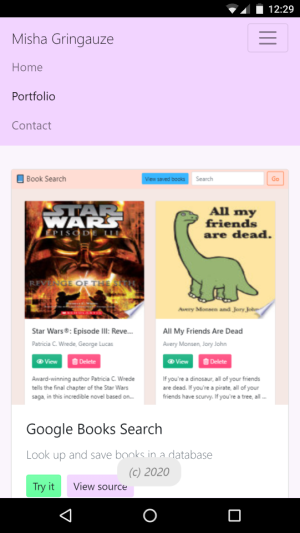 12:29
Misha Gringauze
Home
Portfolio
Contact
Book Search
View saved books
Search
Go
STAR
WARS
EPISODE III
REVENGE OF THE
SCHOLASTIC
All my
friends
are dead.
Avery Monsen and Jory John
Star Wars®: Episode III: Reve...
Patricia C. Wrede, George Lucas
View
Delete
Award-winning author Patricia C. Wrede
tells the final chapter of the Star Wars
saga, in this incredible novel based on...
All My Friends Are Dead
Avery Monsen, Jory John
View
Delete
If you're a dinosaur, all of your friends
are dead. If you're a pirate, all of your
friends have scurvy. If you're a tree, all ...
Google Books Search
Look up and save books in a database
(c) 2020
Try it
View source